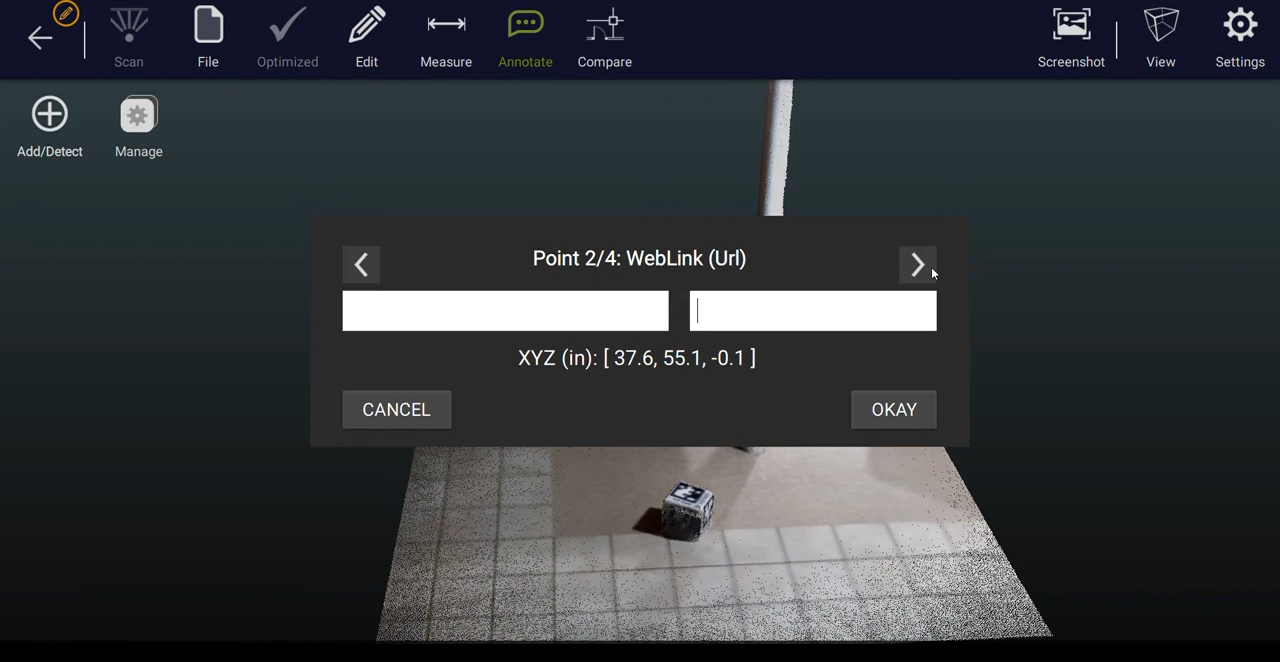 Scan
File
Optimized
Edit
Measure
Annotate
Compare
Screenshot
View
Settings
Add/Detect
Manage
Point 2/4: WebLink (Url)
XYZ (in): [ 37.6, 55.1, -0.1 ]
CANCEL
OKAY